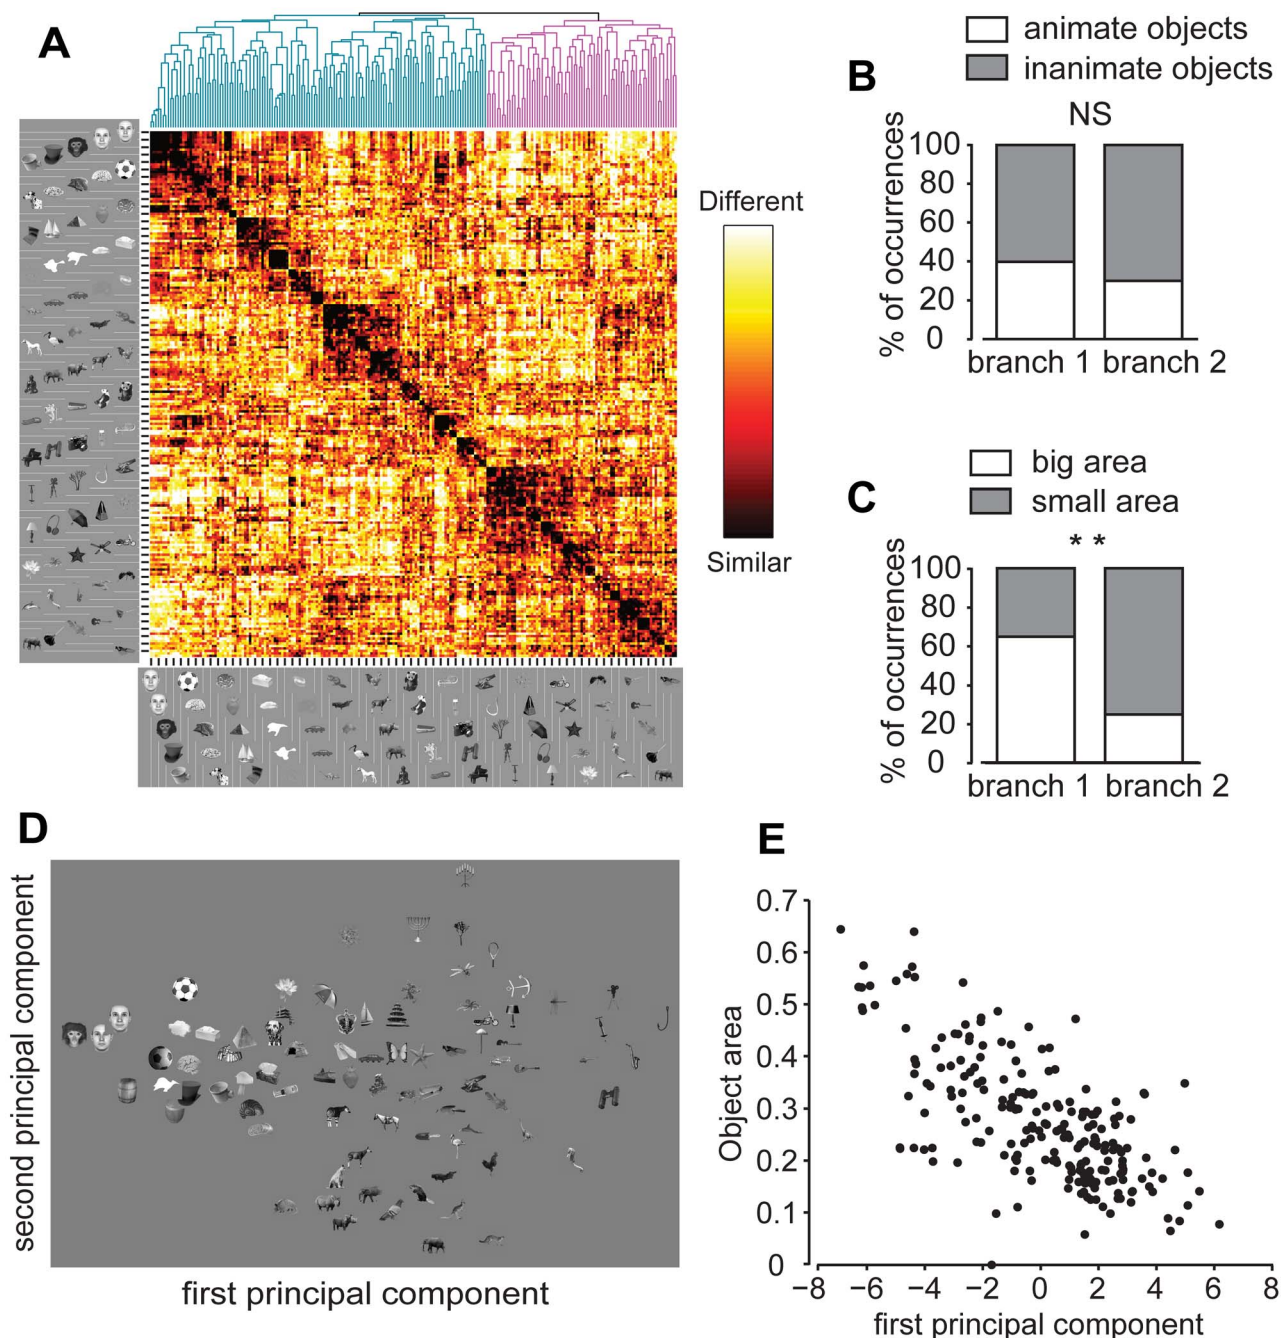 A
Different
Similar
animate objects
inanimate objects
B
NS
% of occurrences
100
80
60
40
20
0
branch 1 branch 2
big area
small area
C
* *
% of occurrences
100
80
60
40
20
0
branch 1 branch 2
D
second principal component
first principal component
E
Object area
0.7
0.6
0.5
0.4
0.3
0.2
0.1
0
−8 −6 −4 −2 0 2 4 6 8
first principal component